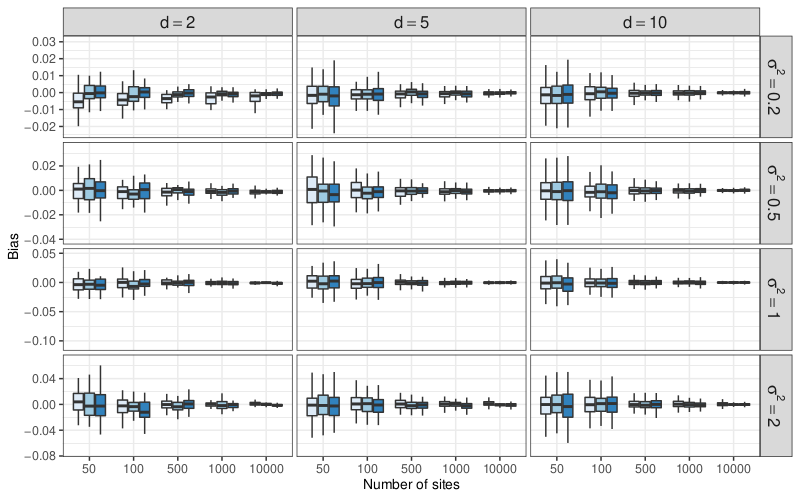 d = 2 d = 5 d = 10
0.03
0.02
0.01
0.00
−0.01
−0.02
σ² = 0.2
0.02
0.00
−0.02
−0.04
σ² = 0.5
Bias
0.05
0.00
−0.05
−0.10
σ² = 1
0.04
0.00
−0.04
−0.08
σ² = 2
50 100 500 1000 10000 50 100 500 1000 10000 50 100 500 1000 10000
Number of sites